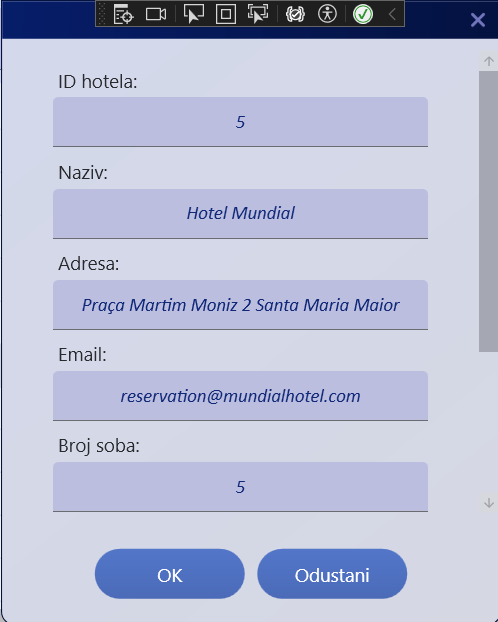 ID hotela:
5
Naziv:
Hotel Mundial
Adresa:
Praça Martim Moniz 2 Santa Maria Maior
Email:
reservation@mundialhotel.com
Broj soba:
5
OK
Odustani